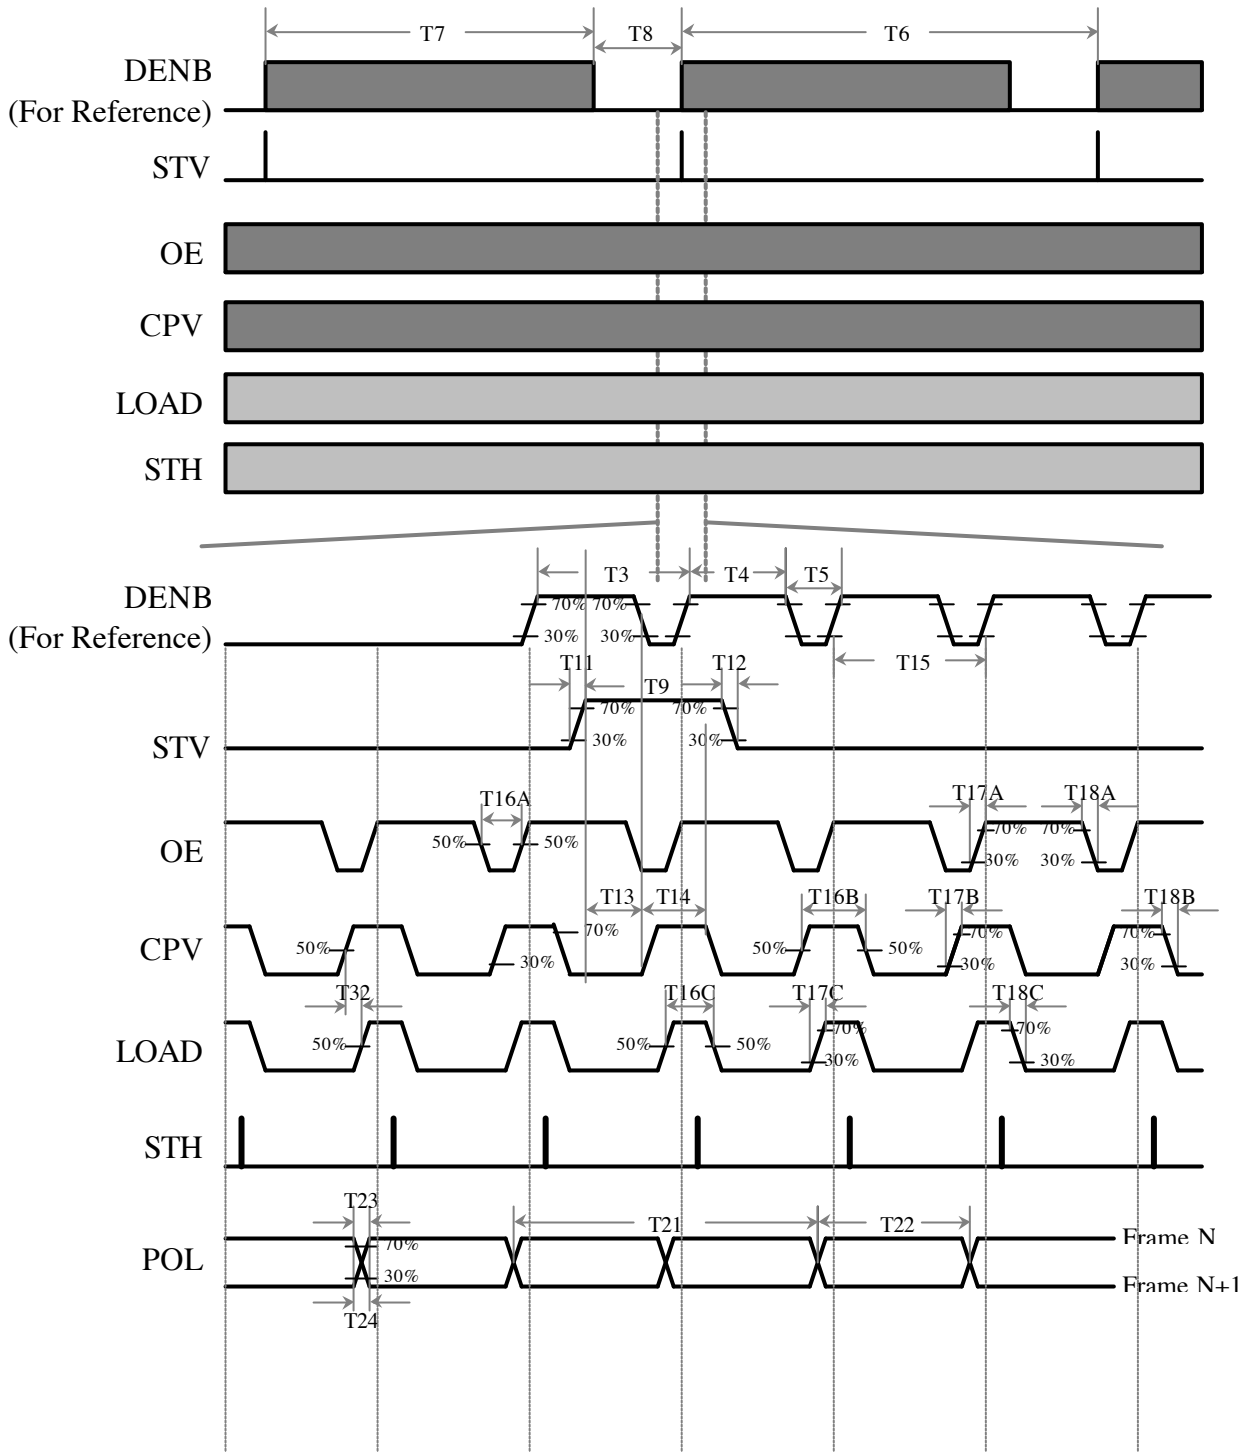 T7 T8 T6
DENB
(For Reference)
STV
OE
CPV
LOAD
STH
T3 T4 T5
DENB
(For Reference)
70% 70%
30% 30%
T11 T9 T12 T15
STV
70% 70%
30% 30%
T16A T17A T18A
OE
50% 50% 70% 70%
30% 30%
T13 T14 T16B T17B T18B
CPV
50% 70% 30% 50% 50% 70% 30% 70% 30%
T32 T16C T17C T18C
LOAD
50% 50% 50% 70% 30% 70% 30%
STH
T23 T21 T22
POL
70%
30%
T24
Frame N
Frame N+1